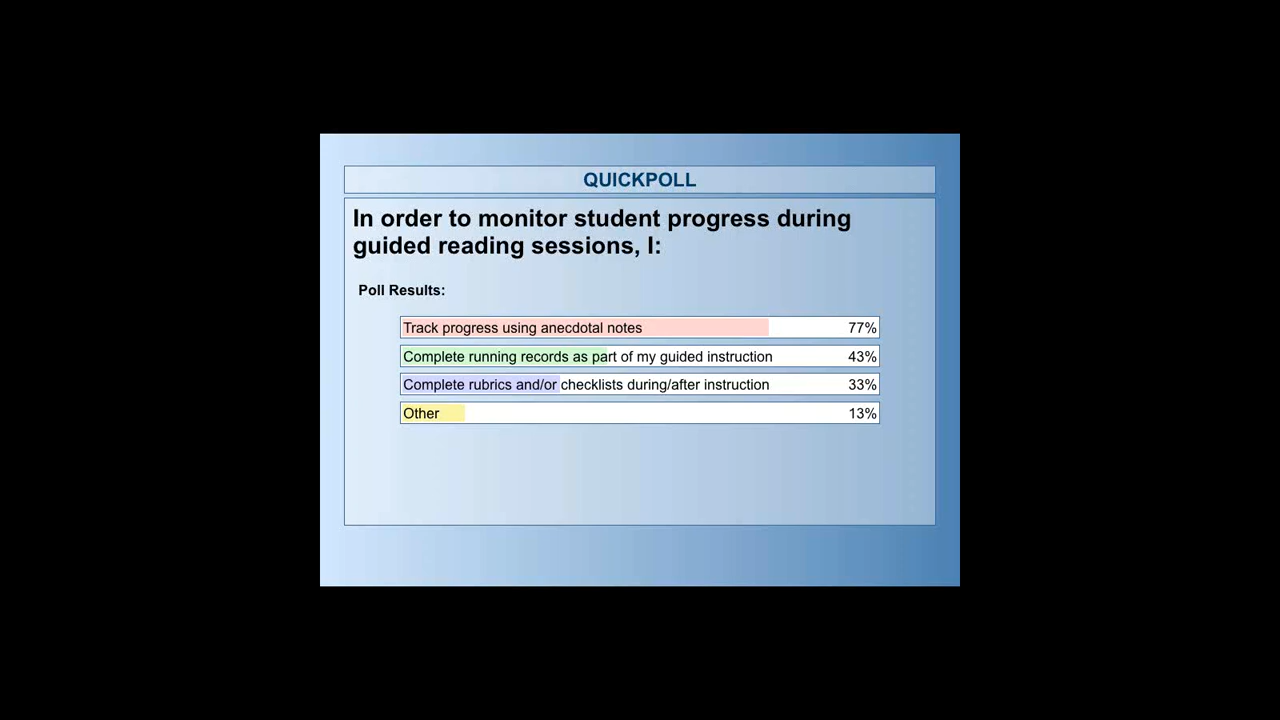 QUICKPOLL
In order to monitor student progress during
guided reading sessions, I:
Poll Results:
Track progress using anecdotal notes 77%
Complete running records as part of my guided instruction 43%
Complete rubrics and/or checklists during/after instruction 33%
Other 13%